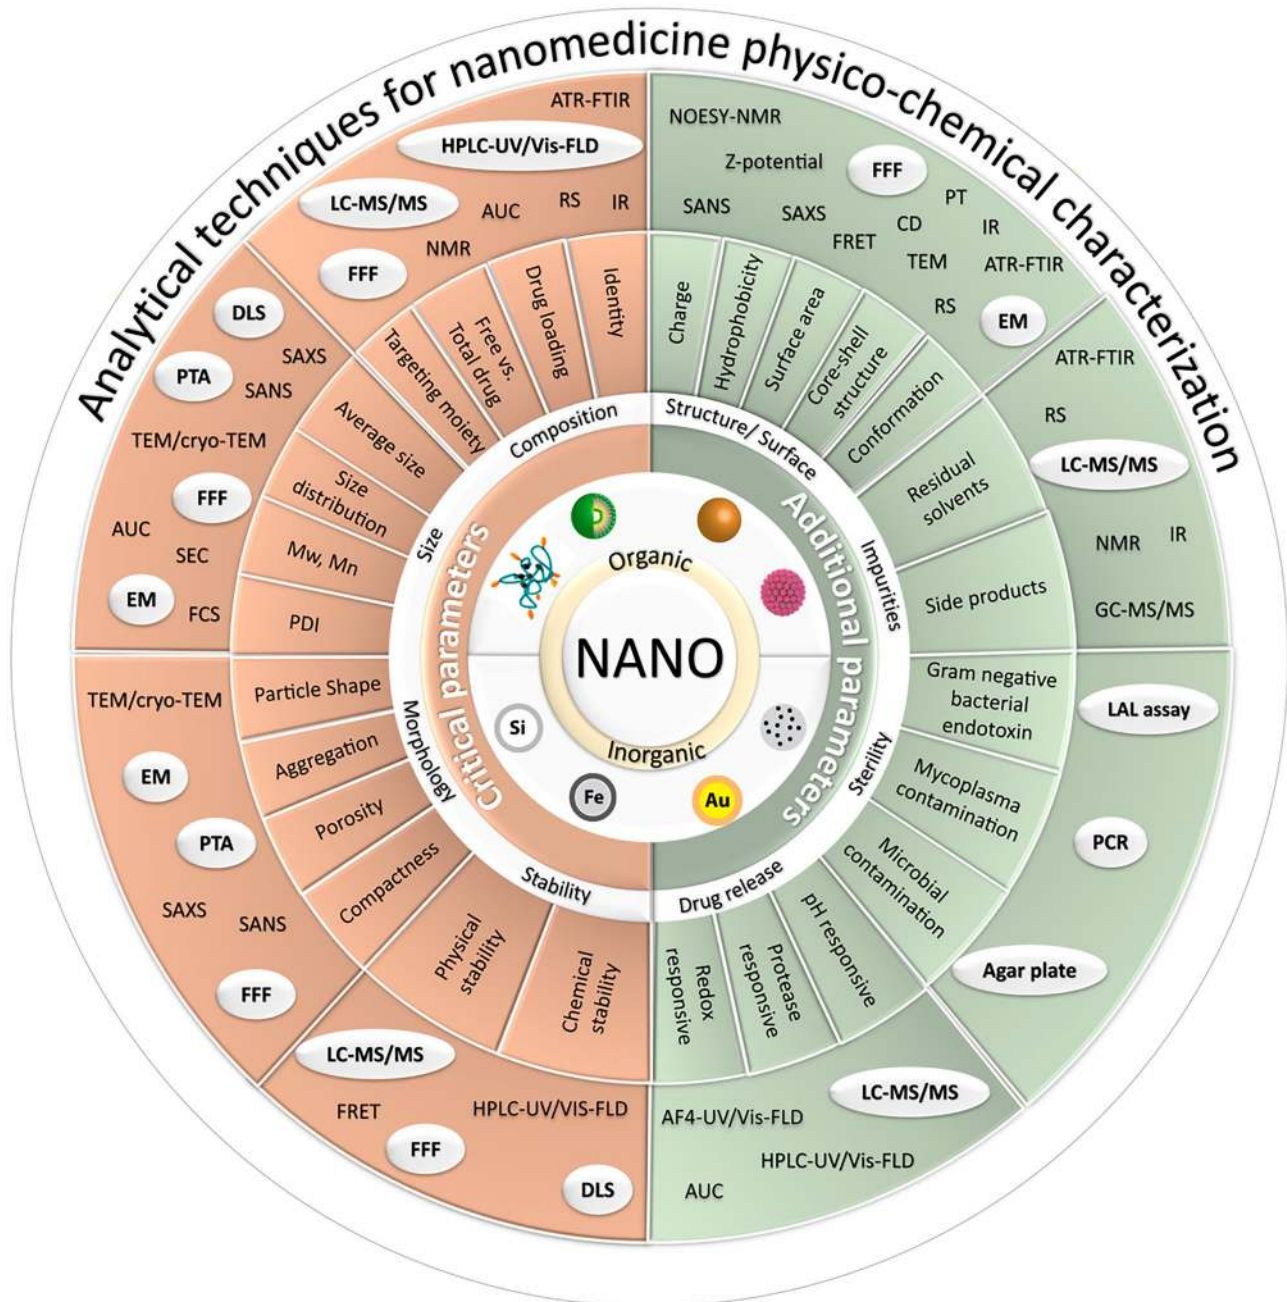 Analytical techniques for nanomedicine physico-chemical characterization
ATR-FTIR
HPLC-UV/Vis-FLD
LC-MS/MS
AUC
RS
IR
NMR
FFF
Targeting moiety
Free vs.
Total drug
Drug loading
Identity
Composition
DLS
SAXS
PTA
SANS
TEM/cryo-TEM
FFF
AUC
SEC
EM
FCS
Average size
Size
distribution
Mw, Mn
PDI
Size
TEM/cryo-TEM
EM
PTA
SAXS
SANS
FFF
Particle Shape
Aggregation
Porosity
Compactness
Morphology
LC-MS/MS
FRET
HPLC-UV/VIS-FLD
FFF
DLS
Physical
stability
Chemical
stability
Stability
Critical parameters
NOESY-NMR
Z-potential
FFF
PT
SANS
SAXS
CD
IR
FRET
TEM
ATR-FTIR
RS
EM
Charge
Hydrophobicity
Surface area
Core-shell
structure
Conformation
Structure/ Surface
ATR-FTIR
RS
LC-MS/MS
NMR
IR
GC-MS/MS
Residual
solvents
Side products
Impurities
LAL assay
PCR
Agar plate
Gram negative
bacterial
endotoxin
Mycoplasma
contamination
Microbial
contamination
Sterility
LC-MS/MS
AF4-UV/Vis-FLD
HPLC-UV/Vis-FLD
AUC
Redox
responsive
Protease
responsive
pH responsive
Drug release
Additional parameters
Organic
NANO
Inorganic
Si
Fe
Au